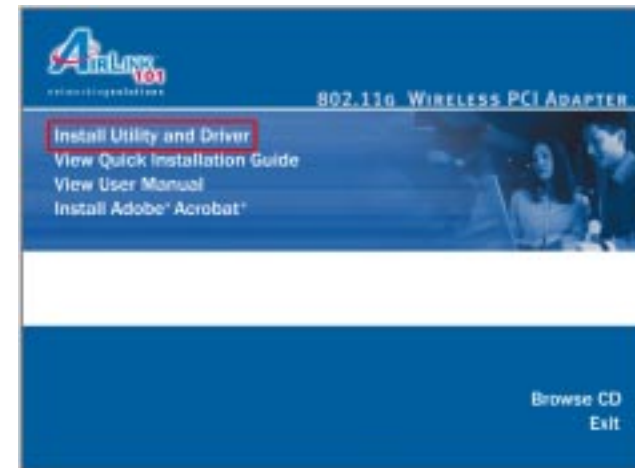 AIRLINK
101
networkingsolutions
802.11G WIRELESS PCI ADAPTER
Install Utility and Driver
View Quick Installation Guide
View User Manual
Install Adobe® Acrobat®
Browse CD
Exit